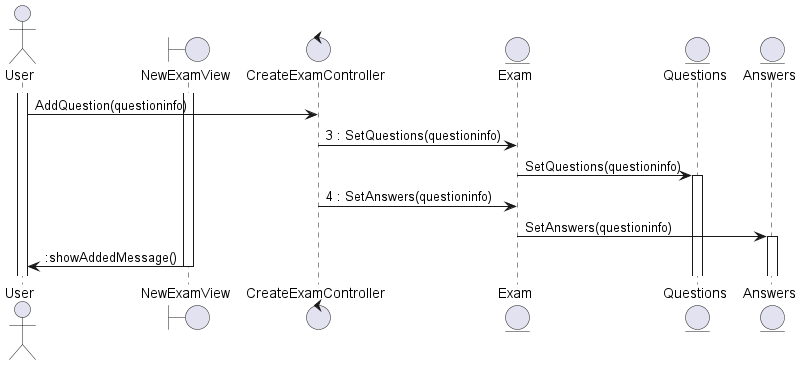 User
NewExamView
CreateExamController
Exam
Questions
Answers
AddQuestion(questioninfo)
3 : SetQuestions(questioninfo)
SetQuestions(questioninfo)
4 : SetAnswers(questioninfo)
SetAnswers(questioninfo)
:showAddedMessage()
User
NewExamView
CreateExamController
Exam
Questions
Answers